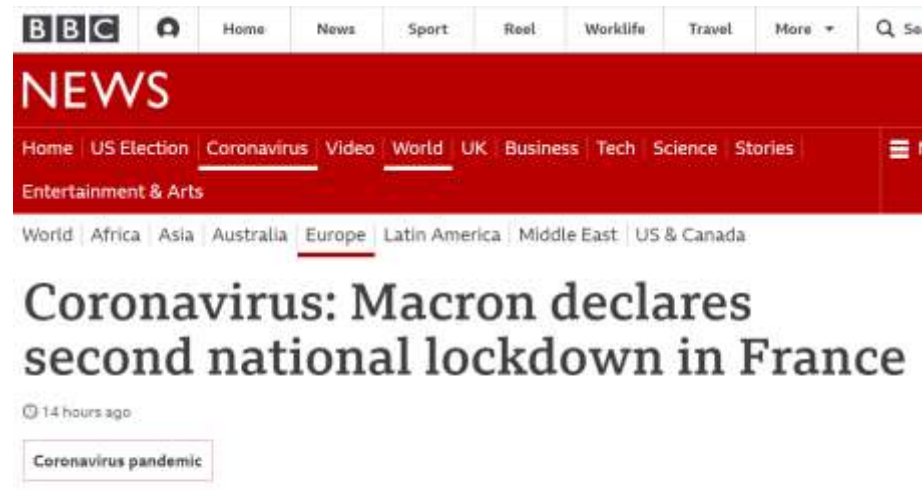 BBC Home News Sport Reel Worklife Travel More
NEWS
Home US Election Coronavirus Video World UK Business Tech Science Stories
Entertainment & Arts
World Africa Asia Australia Europe Latin America Middle East US & Canada
Coronavirus: Macron declares
second national lockdown in France
14 hours ago
Coronavirus pandemic